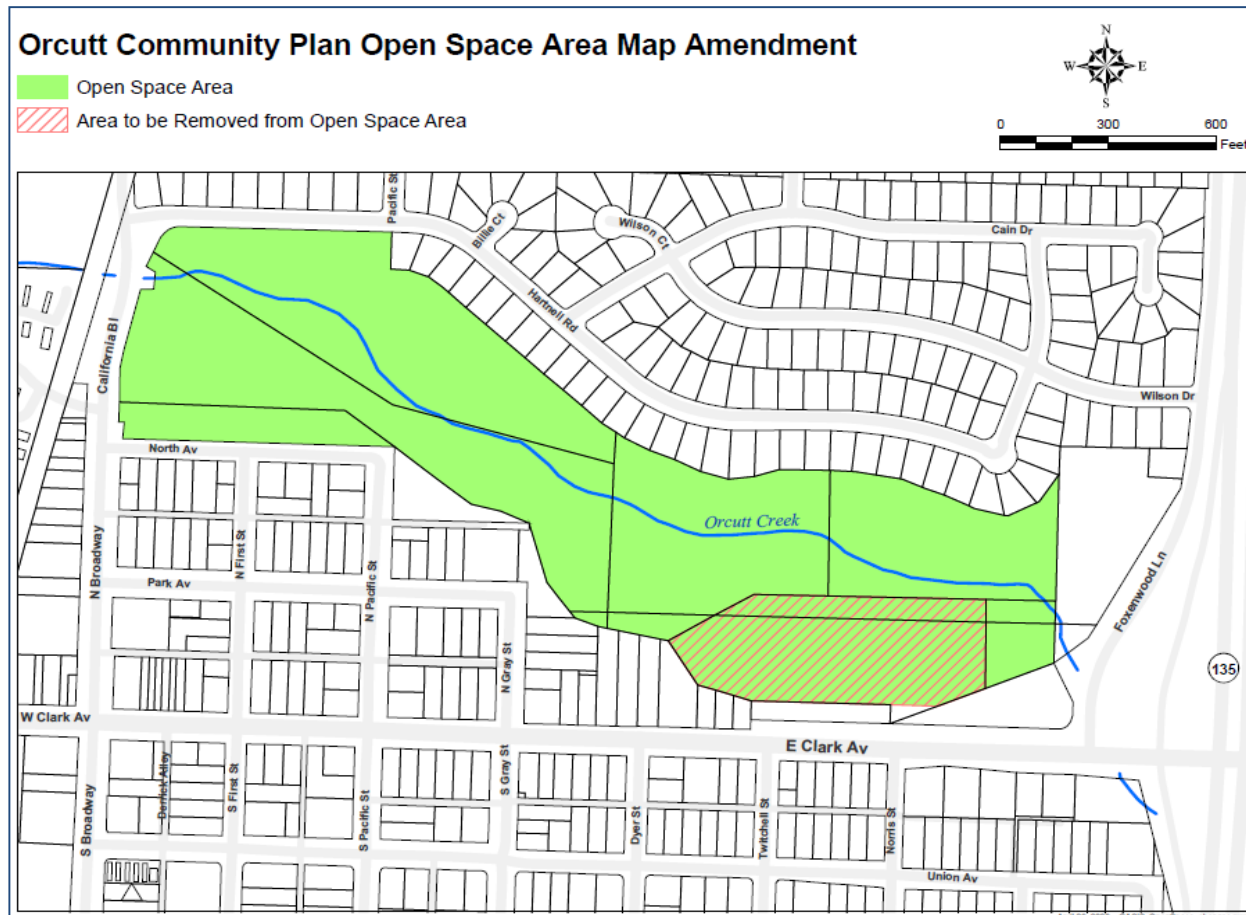 Orcutt Community Plan Open Space Area Map Amendment
Open Space Area
Area to be Removed from Open Space Area
N
W
E
S
0
300
600
Feet
Pacific St
Billie Ct
Wilson Ct
Cain Dr
Hartnell Rd
California Bl
Wilson Dr
North Av
Orcutt Creek
N Broadway
N First St
N Pacific St
Park Av
Foxenwood Ln
N Gray St
135
W Clark Av
E Clark Av
S Broadway
Derrick Alley
S First St
S Pacific St
S Gray St
Dyer St
Twitchell St
Norris St
Union Av